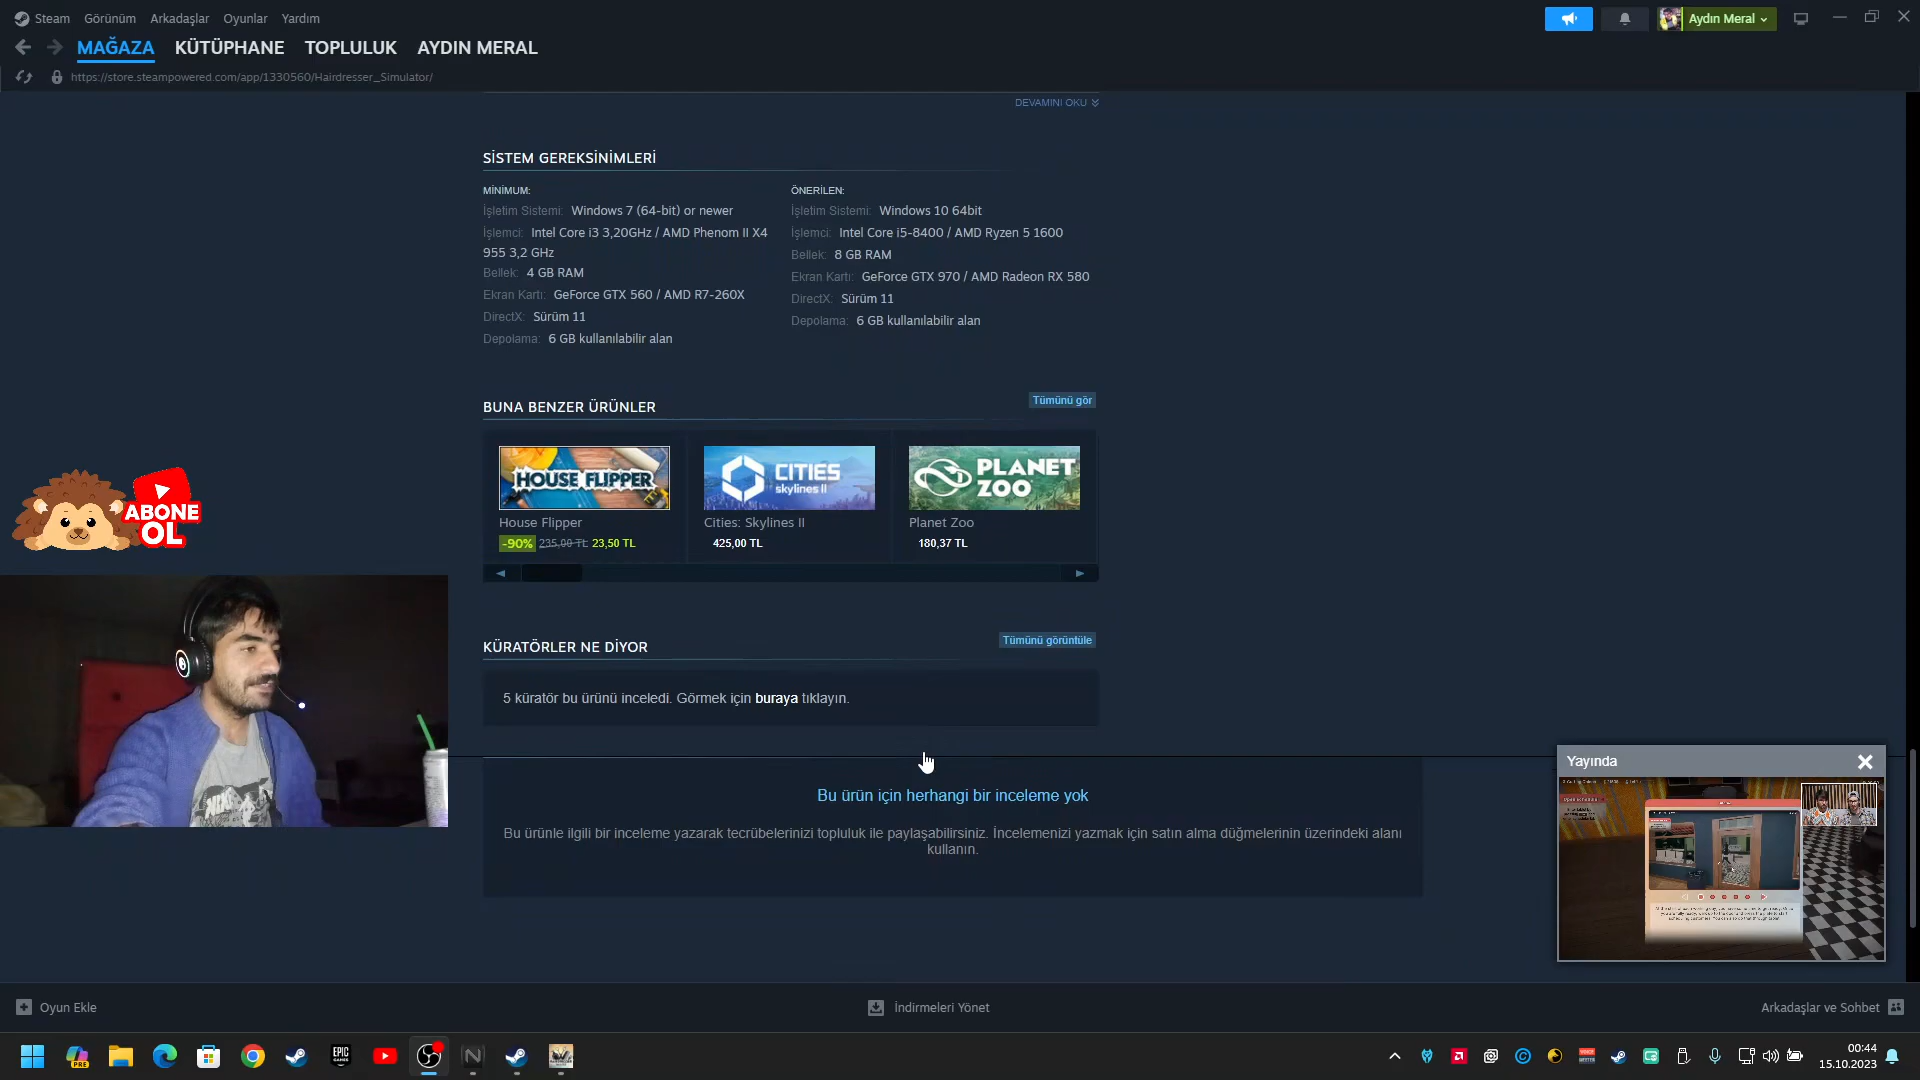 Steam Görünüm Arkadaşlar Oyunlar Yardım
Aydın Meral
MAĞAZA KÜTÜPHANE TOPLULUK AYDIN MERAL
https://store.steampowered.com/app/1330560/Hairdresser_Simulator/
DEVAMINI OKU
SİSTEM GEREKSİNİMLERİ
MİNİMUM:
İşletim Sistemi: Windows 7 (64-bit) or newer
İşlemci: Intel Core i3 3,20GHz / AMD Phenom II X4
955 3,2 GHz
Bellek: 4 GB RAM
Ekran Kartı: GeForce GTX 560 / AMD R7-260X
DirectX: Sürüm 11
Depolama: 6 GB kullanılabilir alan
ÖNERİLEN:
İşletim Sistemi: Windows 10 64bit
İşlemci: Intel Core i5-8400 / AMD Ryzen 5 1600
Bellek: 8 GB RAM
Ekran Kartı: GeForce GTX 970 / AMD Radeon RX 580
DirectX: Sürüm 11
Depolama: 6 GB kullanılabilir alan
BUNA BENZER ÜRÜNLER
Tümünü gör
HOUSE FLIPPER
CITIES
skylines II
PLANET
ZOO
House Flipper
Cities: Skylines II
Planet Zoo
-90% 235,00 TL 23,50 TL
425,00 TL
180,37 TL
ABONE
OL
KÜRATÖRLER NE DİYOR
Tümünü görüntüle
5 küratör bu ürünü inceledi. Görmek için buraya tıklayın.
Bu ürün için herhangi bir inceleme yok
Bu ürünle ilgili bir inceleme yazarak tecrübelerinizi topluluk ile paylaşabilirsiniz. İncelemenizi yazmak için satın alma düğmelerinin üzerindeki alanı
kullanın.
Yayında
Oyun Ekle
İndirmeleri Yönet
Arkadaşlar ve Sohbet
PRE
EPIC
GAMES
00:44
15.10.2023